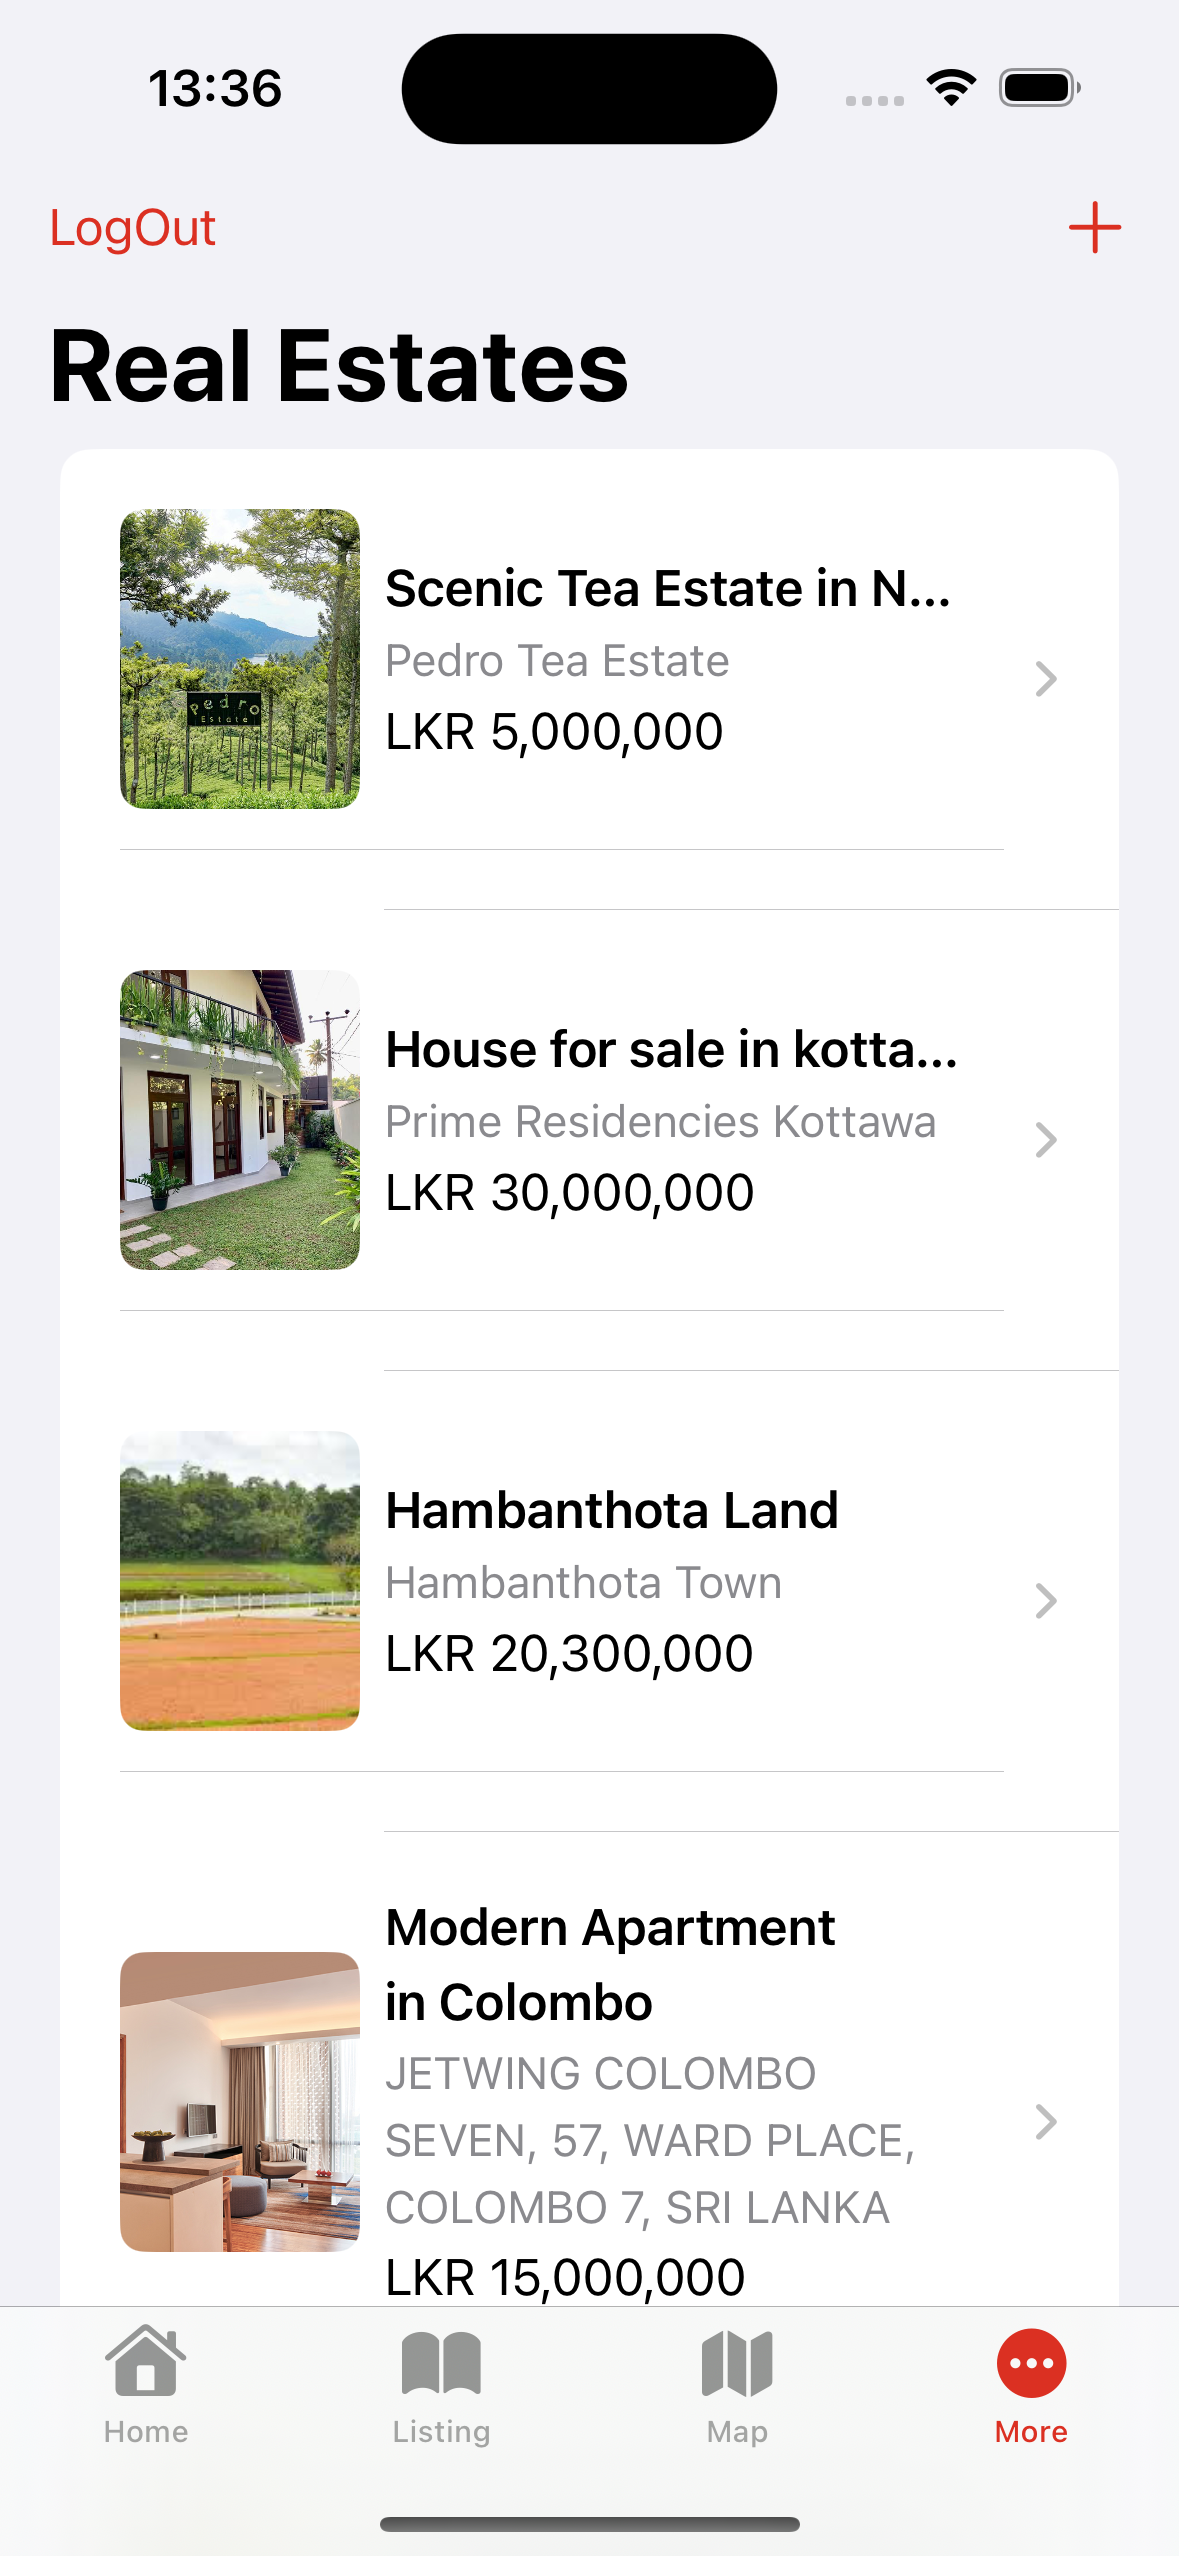 13:36
LogOut
Real Estates
Scenic Tea Estate in N...
Pedro Tea Estate
LKR 5,000,000
pedro
Estate
House for sale in kotta...
Prime Residencies Kottawa
LKR 30,000,000
Hambanthota Land
Hambanthota Town
LKR 20,300,000
Modern Apartment
in Colombo
JETWING COLOMBO
SEVEN, 57, WARD PLACE,
COLOMBO 7, SRI LANKA
LKR 15,000,000
Home
Listing
Map
More